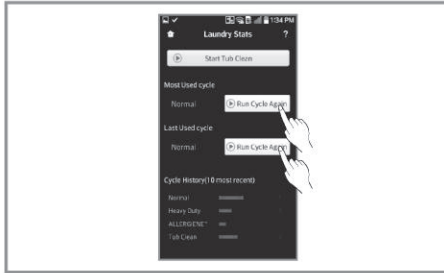 1:34 PM
Laundry Stats ?
Start Tub Clean
Most Used cycle
Normal Run Cycle Again
Last Used cycle
Normal Run Cycle Again
Cycle History(10 most recent)
Normal
Heavy Duty
ALLERGIENE™
Tub Clean